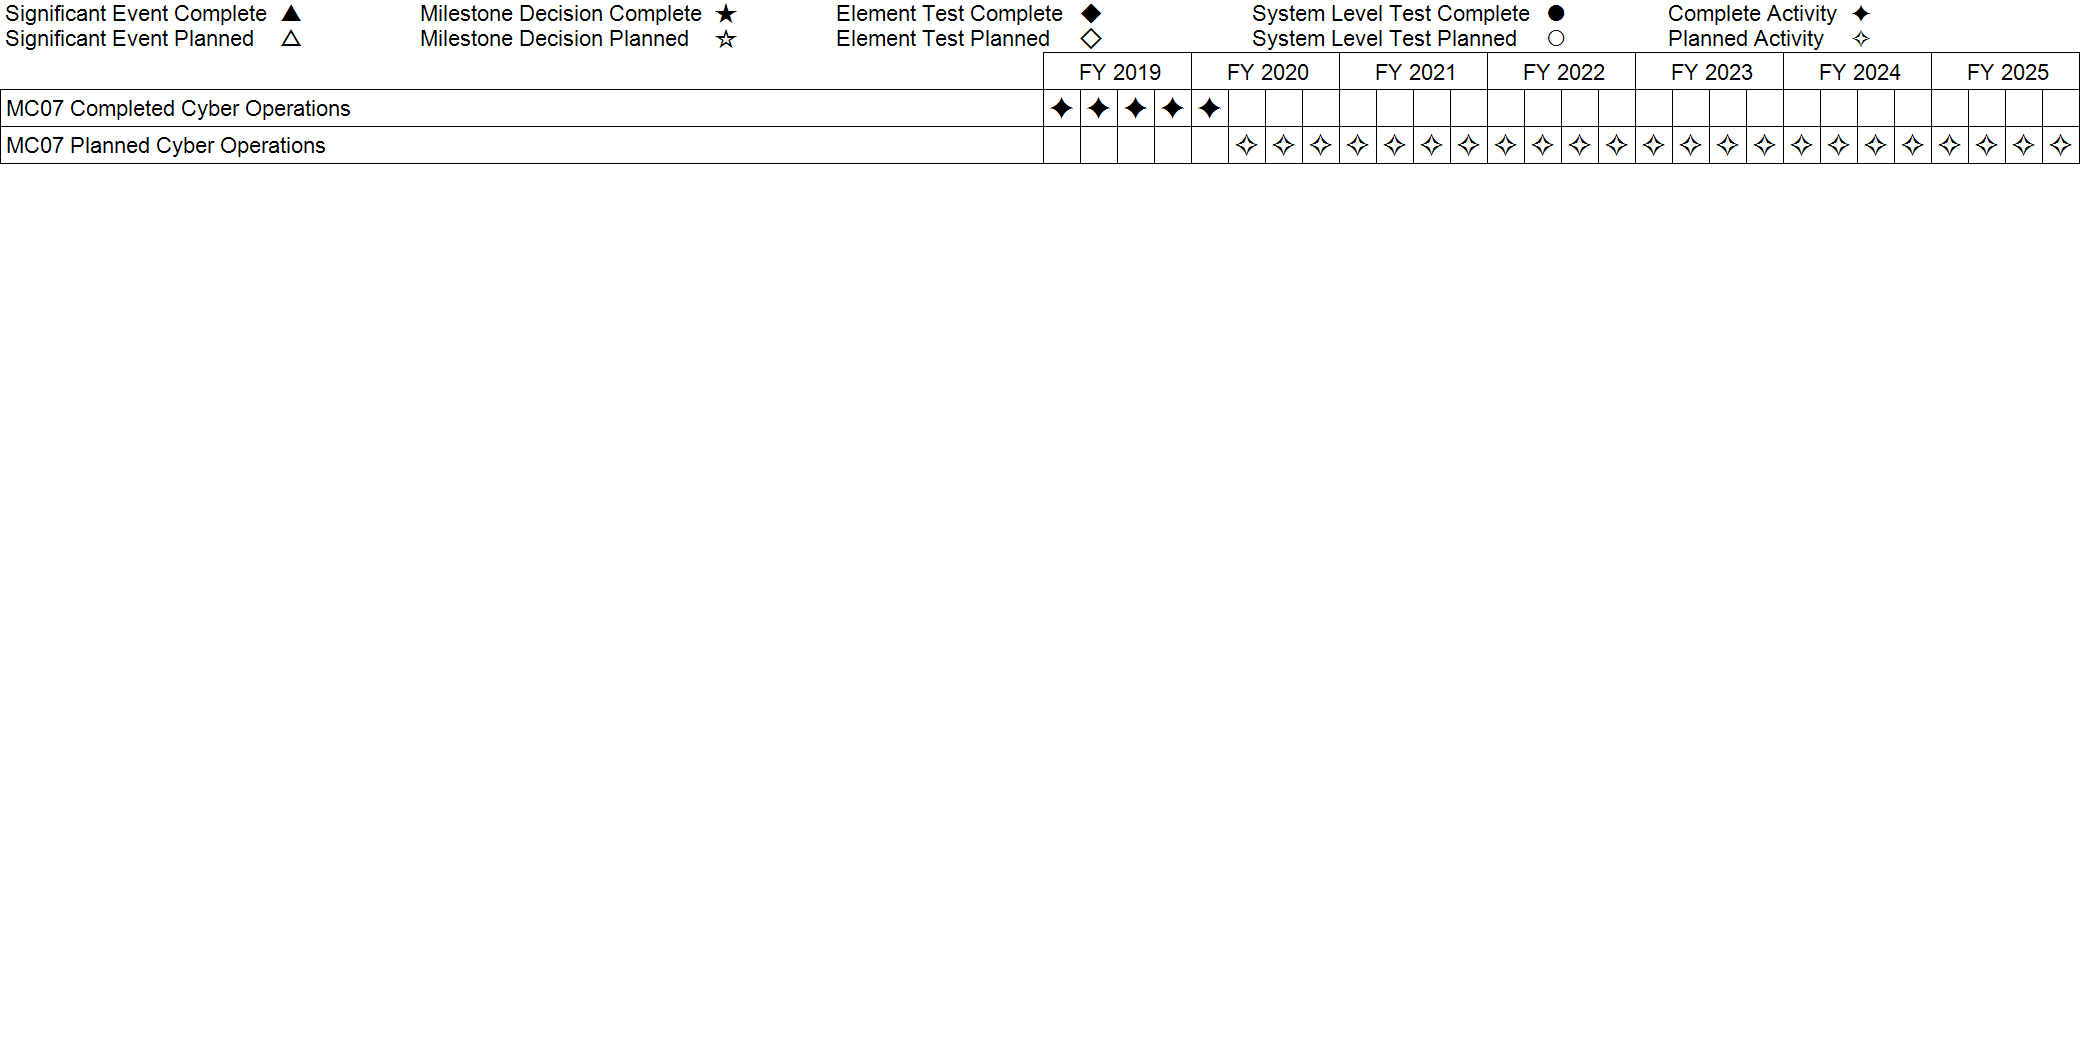 Significant Event Complete ▲ Milestone Decision Complete ★ Element Test Complete ◆ System Level Test Complete ● Complete Activity ✦
Significant Event Planned △ Milestone Decision Planned ☆ Element Test Planned ◇ System Level Test Planned ○ Planned Activity ✧
FY 2019 FY 2020 FY 2021 FY 2022 FY 2023 FY 2024 FY 2025
MC07 Completed Cyber Operations ✦ ✦ ✦ ✦ ✦
MC07 Planned Cyber Operations ✧ ✧ ✧ ✧ ✧ ✧ ✧ ✧ ✧ ✧ ✧ ✧ ✧ ✧ ✧ ✧ ✧ ✧ ✧ ✧ ✧ ✧ ✧